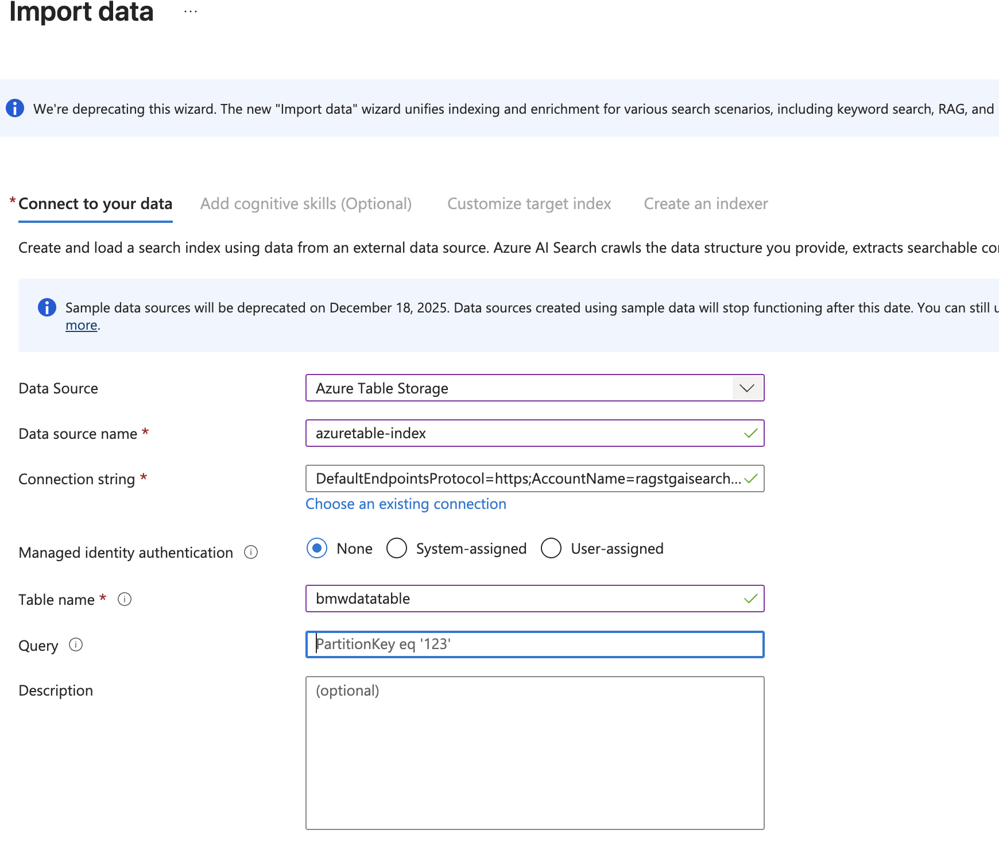 Import data ...
We're deprecating this wizard. The new "Import data" wizard unifies indexing and enrichment for various search scenarios, including keyword search, RAG, and
* Connect to your data Add cognitive skills (Optional) Customize target index Create an indexer
Create and load a search index using data from an external data source. Azure AI Search crawls the data structure you provide, extracts searchable
Sample data sources will be deprecated on December 18, 2025. Data sources created using sample data will stop functioning after this date. You can still
more.
Data Source Azure Table Storage
Data source name * azuretable-index
Connection string * DefaultEndpointsProtocol=https;AccountName=ragstgaisearch...
Choose an existing connection
Managed identity authentication None System-assigned User-assigned
Table name * bmwdatatable
Query PartitionKey eq '123'
Description (optional)